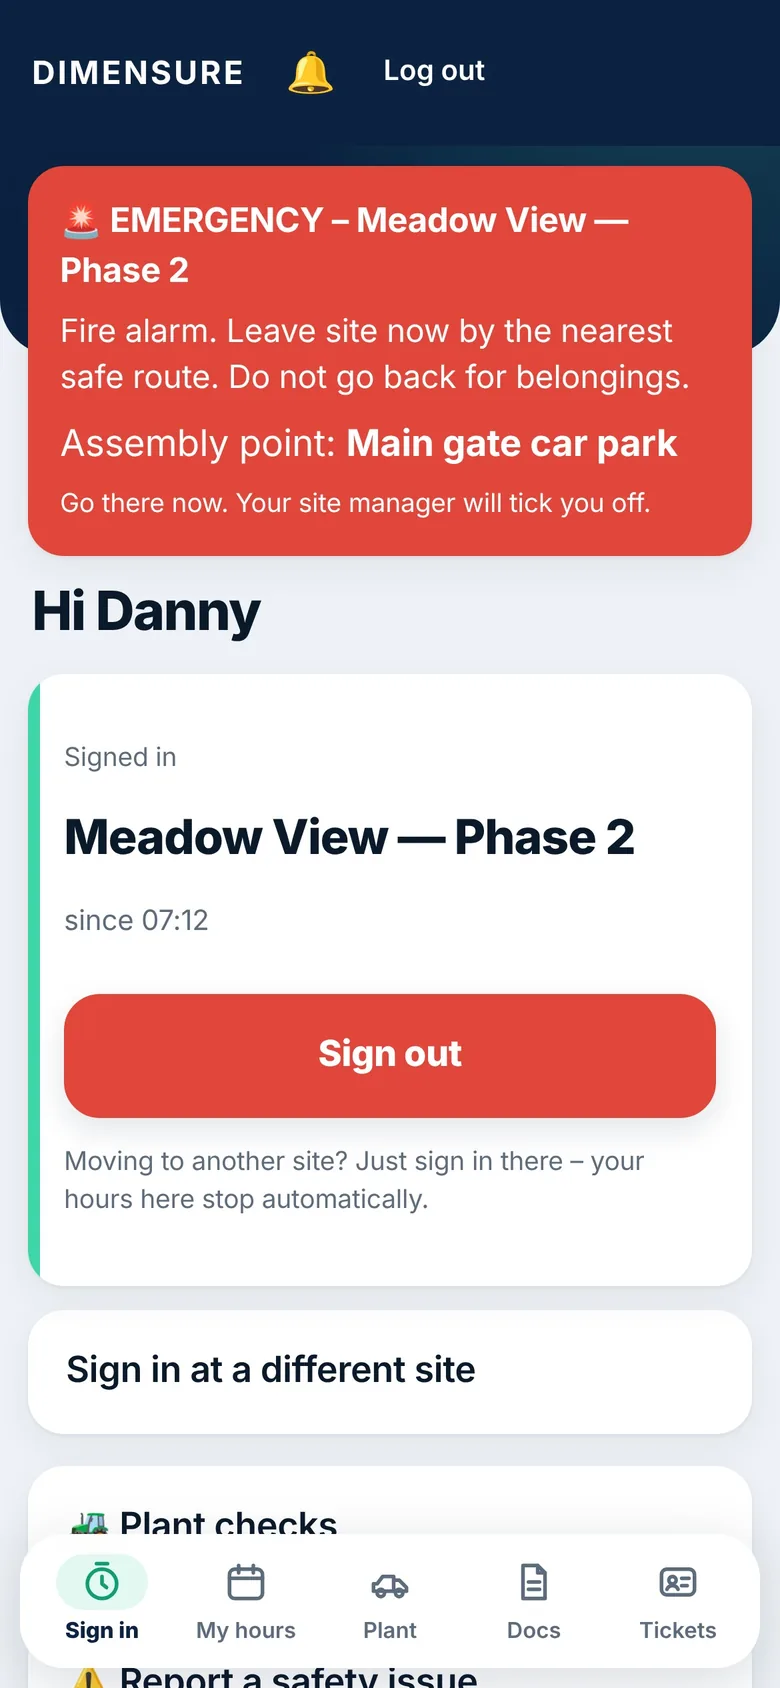 DIMENSURE 🔔 Log out
🚨 EMERGENCY – Meadow View —
Phase 2
Fire alarm. Leave site now by the nearest
safe route. Do not go back for belongings.
Assembly point: Main gate car park
Go there now. Your site manager will tick you off.
Hi Danny
Signed in
Meadow View — Phase 2
since 07:12
Sign out
Moving to another site? Just sign in there – your
hours here stop automatically.
Sign in at a different site
🚜 Plant checks
Sign in My hours Plant Docs Tickets
⚠️ Report a safety issue